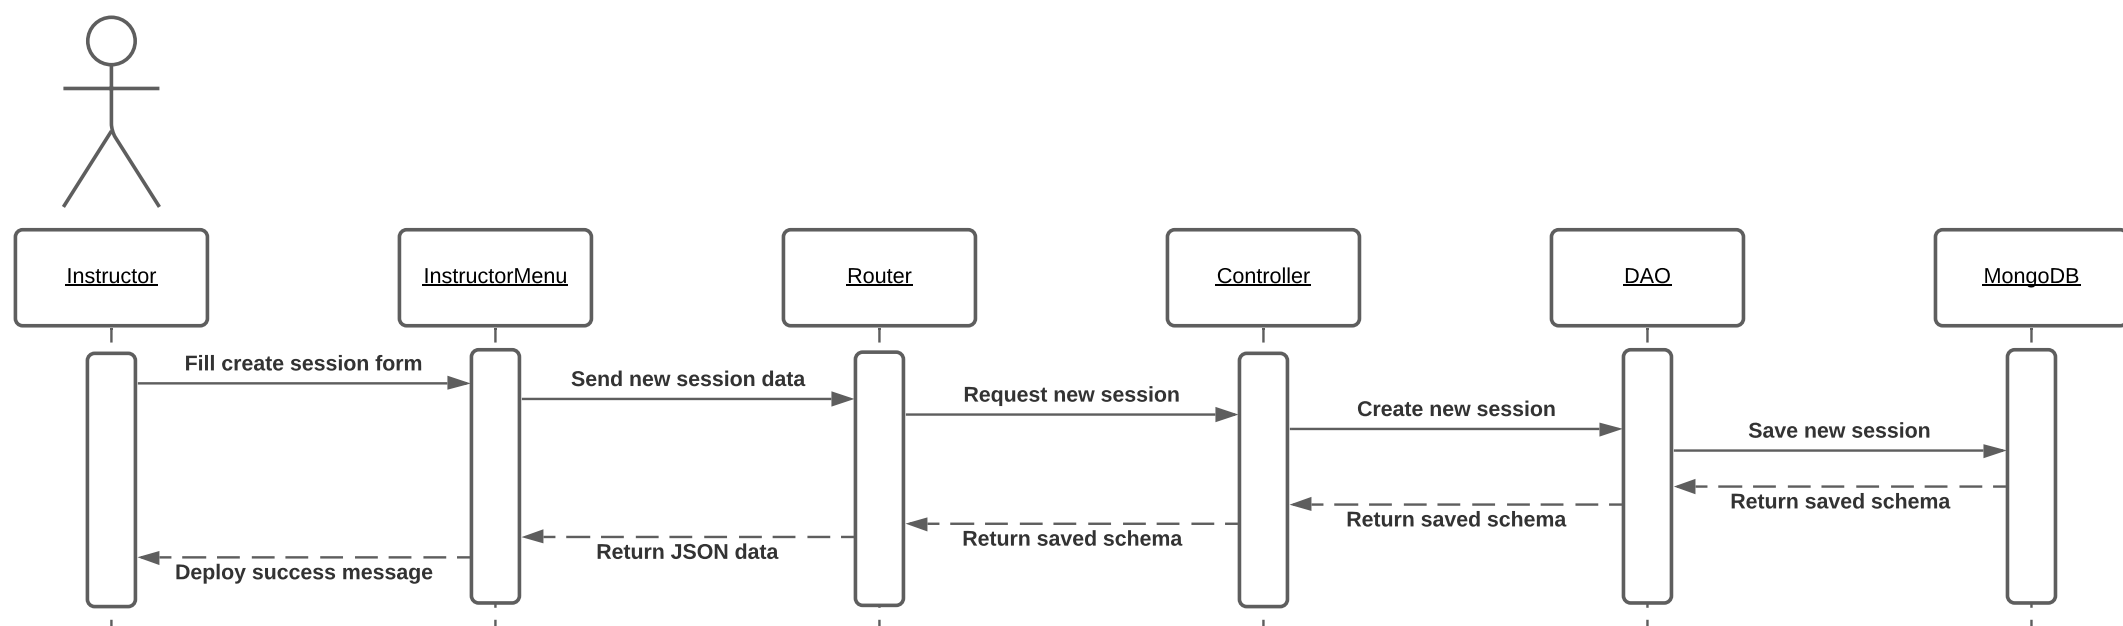 Instructor
InstructorMenu
Router
Controller
DAO
MongoDB
Fill create session form
Send new session data
Request new session
Create new session
Save new session
Return saved schema
Return saved schema
Return saved schema
Return JSON data
Deploy success message